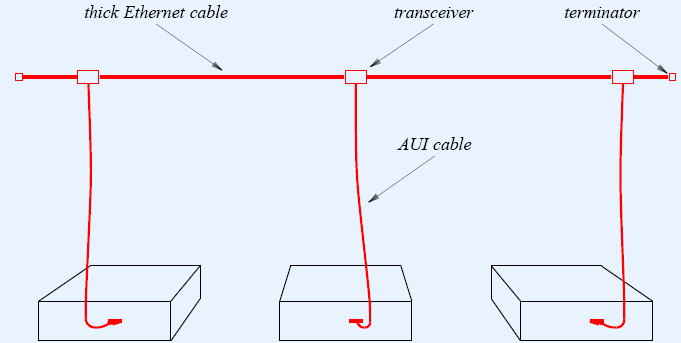 thick Ethernet cable
transceiver
terminator
AUI cable